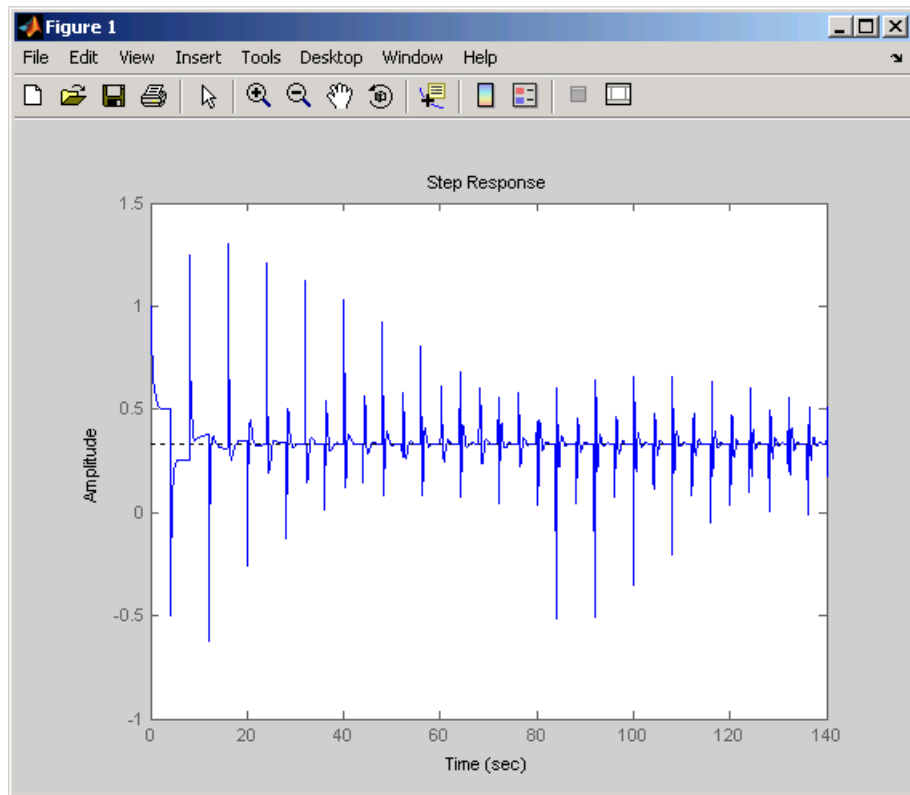 Figure 1
File Edit View Insert Tools Desktop Window Help
Step Response
1.5
1
0.5
0
-0.5
-1
Amplitude
0 20 40 60 80 100 120 140
Time (sec)